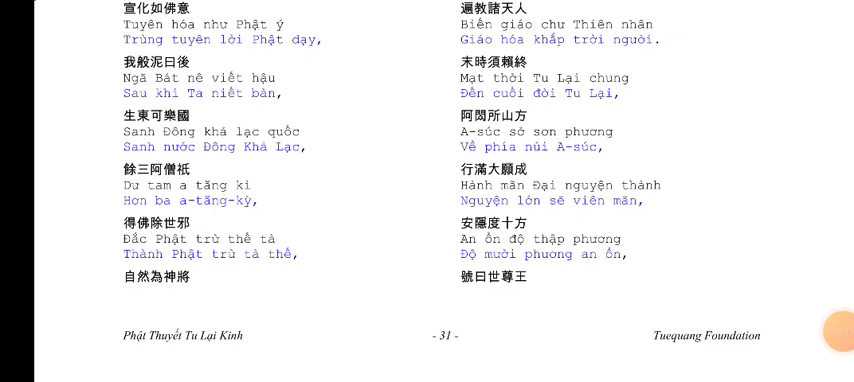 宣化如佛意
Tuyên hóa như Phật ý
Trùng tuyên lời Phật dạy,
遍教諸天人
Biến giáo chư Thiên nhân
Giáo hóa khắp trời người.
我般泥曰後
Ngã Bát nê viết hậu
Sau khi Ta niết bàn,
末時須賴終
Mạt thời Tu Lại chung
Đến cuối đời Tu Lại,
生東可樂國
Sanh Đông khả lạc quốc
Sanh nước Đông Khả Lạc,
阿閦所山方
A-súc sở sơn phương
Về phía núi A-súc,
餘三阿僧祇
Dư tam a tăng kì
Hơn ba a-tăng-kỳ,
行滿大願成
Hành mãn Đại nguyện thành
Nguyện lớn sẽ viên mãn,
得佛除世邪
Đắc Phật trừ thế tà
Thành Phật trừ tà thế,
安隱度十方
An ổn độ thập phương
Độ mười phương an ổn,
自然為神將
號曰世尊王
Phật Thuyết Tu Lại Kinh
- 31 -
Tuequang Foundation